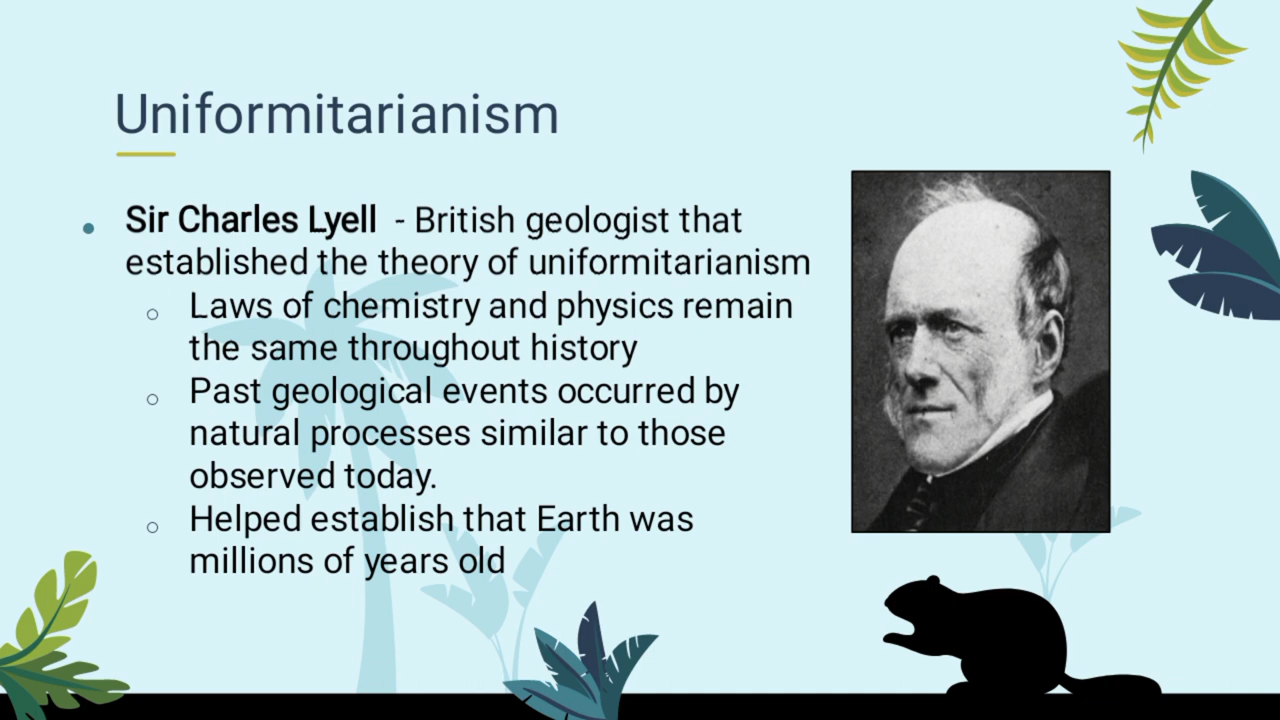 Uniformitarianism
• Sir Charles Lyell - British geologist that
established the theory of uniformitarianism
○ Laws of chemistry and physics remain
the same throughout history
○ Past geological events occurred by
natural processes similar to those
observed today.
○ Helped establish that Earth was
millions of years old